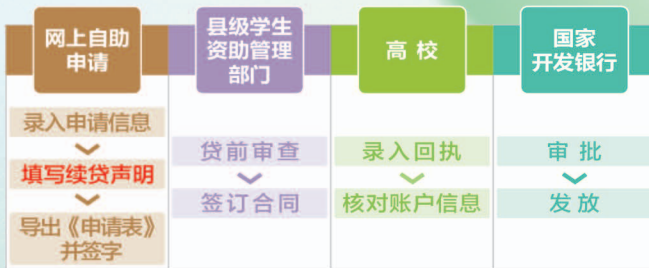 网上自助
申请
录入申请信息
填写续贷声明
导出《申请表》
并签字
县级学生
资助管理
部门
贷前审查
签订合同
高校
录入回执
核对账户信息
国家
开发银行
审批
发放